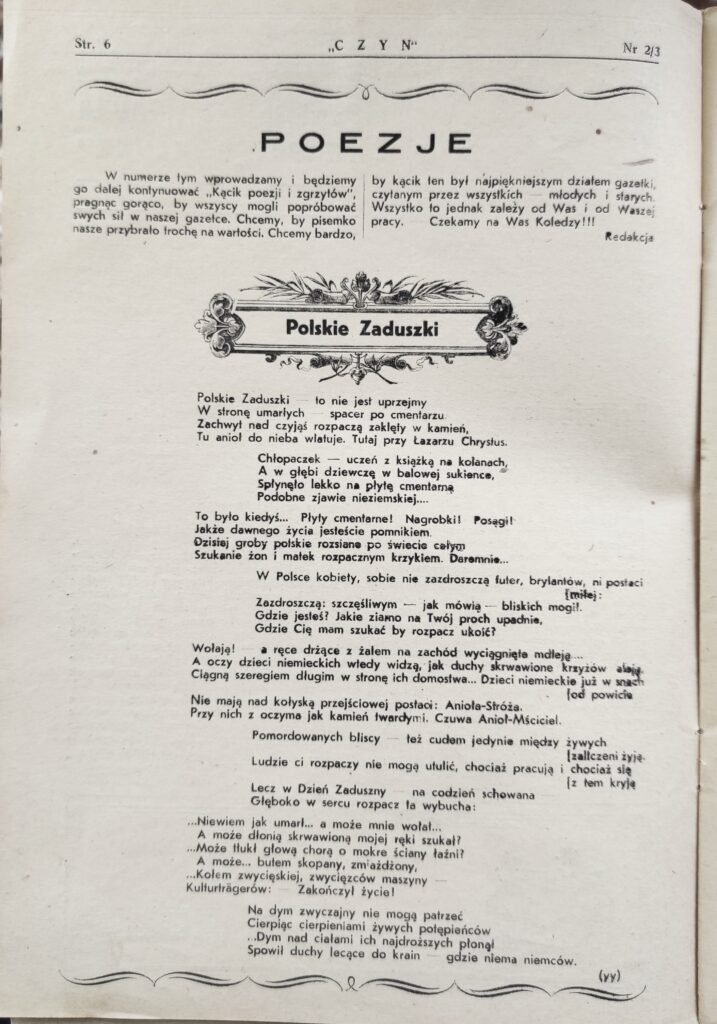 Str. 6
„C Z Y N"
Nr 2/3
POEZJE
W numerze tym wprowadzamy i będziemy
go dalej kontynuować „Kącik poezji i zgrzytów",
pragnąc gorąco, by wszyscy mogli popróbować
swych sił w naszej gazetce. Chcemy, by pisemko
nasze przybrało trochę na wartości. Chcemy bardzo,
by kącik ten był najpiękniejszym działem gazetki,
czytanym przez wszystkich — młodych i starych.
Wszystko to jednak zależy od Was i od Waszej
pracy. — Czekamy na Was Koledzy!!!
Redakcja
Polskie Zaduszki
Polskie Zaduszki — to nie jest uprzejmy
W stronę umarłych — spacer po cmentarzu.
Zachwyt nad czyjąś rozpaczą zaklęty w kamień,
Tu anioł do nieba wlatuje. Tutaj przy Łazarzu Chrystus.
Chłopaczek — uczeń z książką na kolanach,
A w głębi dziewczę w balowej sukience,
Spłynęło lekko na płytę cmentarną
Podobne zjawie nieziemskiej....
To było kiedyś... Płyty cmentarne! Nagrobki! Posągi!
Jakże dawnego życia jesteście pomnikiem.
Dzisiej groby polskie rozsiane po świecie całym
Szukanie żon i matek rozpacznym krzykiem. Daremnie...
W Polsce kobiety, sobie nie zazdroszczą futer, brylantów, ni postaci
[miłej:
Zazdroszczą: szczęśliwym — jak mówią — bliskich mogił.
Gdzie jesteś? Jakie ziarno na Twój proch upadnie,
Gdzie Cię mam szukać by rozpacz ukoić?
Wołają! — a ręce drżące z żalem na zachód wyciągnięte mdleją...
A oczy dzieci niemieckich wtedy widzą, jak duchy skrwawione krzyżów
Ciągną szeregiem długim w stronę ich domostwa... Dzieci niemieckie już w snach
[od powicia
Nie mają nad kołyską przejściowej postaci: Anioła-Stróża.
Przy nich z oczyma jak kamień twardymi. Czuwa Anioł-Mściciel.
Pomordowanych bliscy — też cudem jedynie między żywych
[zaliczeni żyją.
Ludzie ci rozpaczy nie mogą utulić, chociaż pracują i chociaż się
[z tem kryją
Lecz w Dzień Zaduszny — na codzień schowana
Głęboko w sercu rozpacz ta wybucha:
...Niewiem jak umarł... a może mnie wołał...
A może dłonią skrwawioną mojej ręki szukał?
...Może tłukł głową chorą o mokre ściany łaźni?
A może... butem skopany, zmiażdżony,
...Kołem zwycięskiej, zwycięzców maszyny —
Kulturträgerów: — Zakończył życie!
Na dym zwyczajny nie mogą patrzeć
Cierpiąc cierpieniami żywych potępieńców
...Dym nad ciałami ich najdroższych płonął
Spowił duchy lecące do krain — gdzie niema niemców.
(yy)